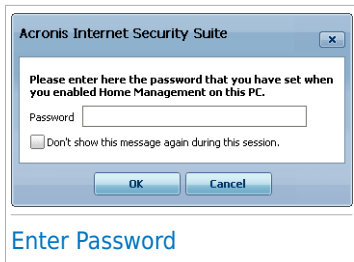 Acronis Internet Security Suite
Please enter here the password that you have set when
you enabled Home Management on this PC.
Password
Don't show this message again during this session.
OK Cancel
Enter Password